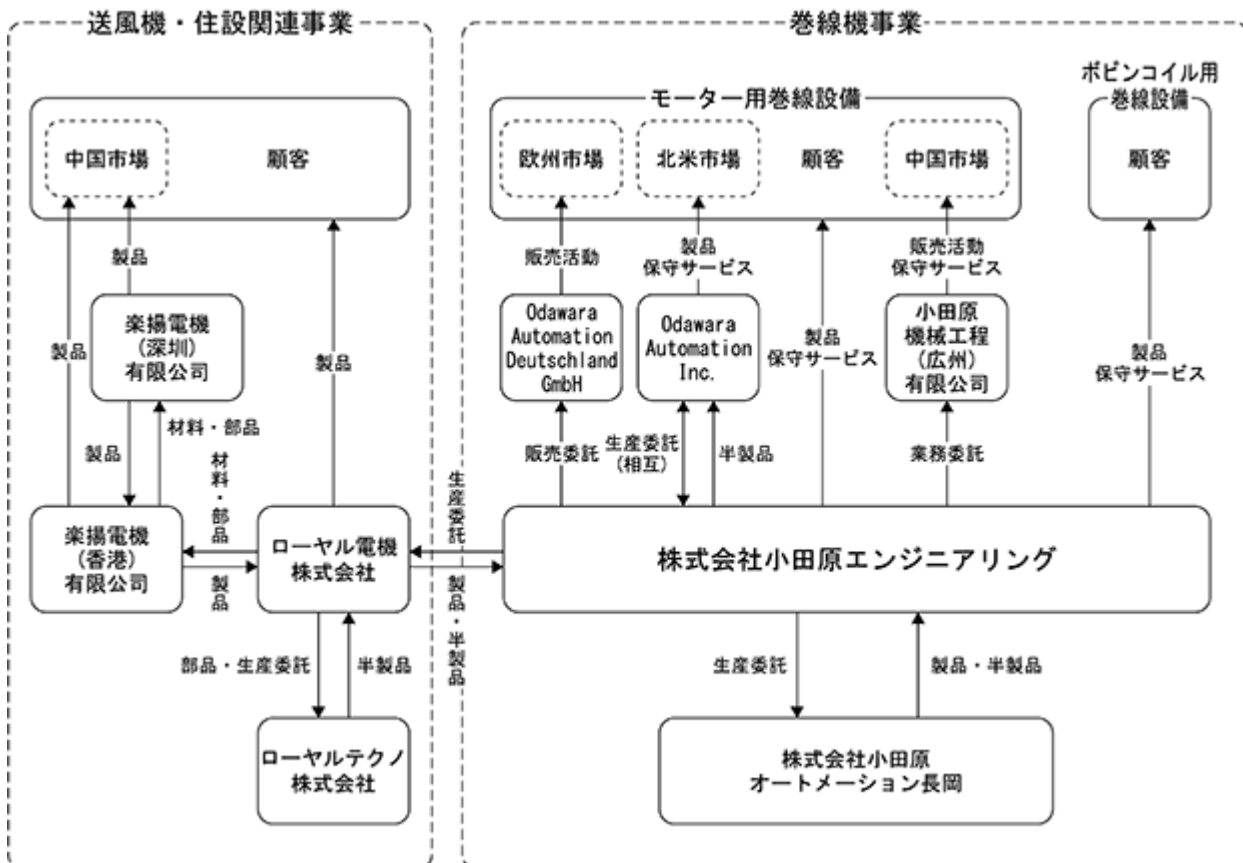 送風機・住設関連事業
中国市場
顧客
製品
製品
楽揚電機
(深圳)
有限公司
製品
製品
材料・部品
材料・部品
楽揚電機
(香港)
有限公司
製品
ローヤル電機
株式会社
部品・生産委託
半製品
ローヤルテクノ
株式会社
生産委託
製品・半製品
巻線機事業
モーター用巻線設備
欧州市場
北米市場
顧客
中国市場
ボビンコイル用
巻線設備
顧客
販売活動
製品
保守サービス
販売活動
保守サービス
Odawara
Automation
Deutschland
GmbH
Odawara
Automation
Inc.
製品
保守サービス
小田原
機械工程
(広州)
有限公司
製品
保守サービス
販売委託
生産委託
(相互)
半製品
業務委託
株式会社小田原エンジニアリング
生産委託
製品・半製品
株式会社小田原
オートメーション長岡